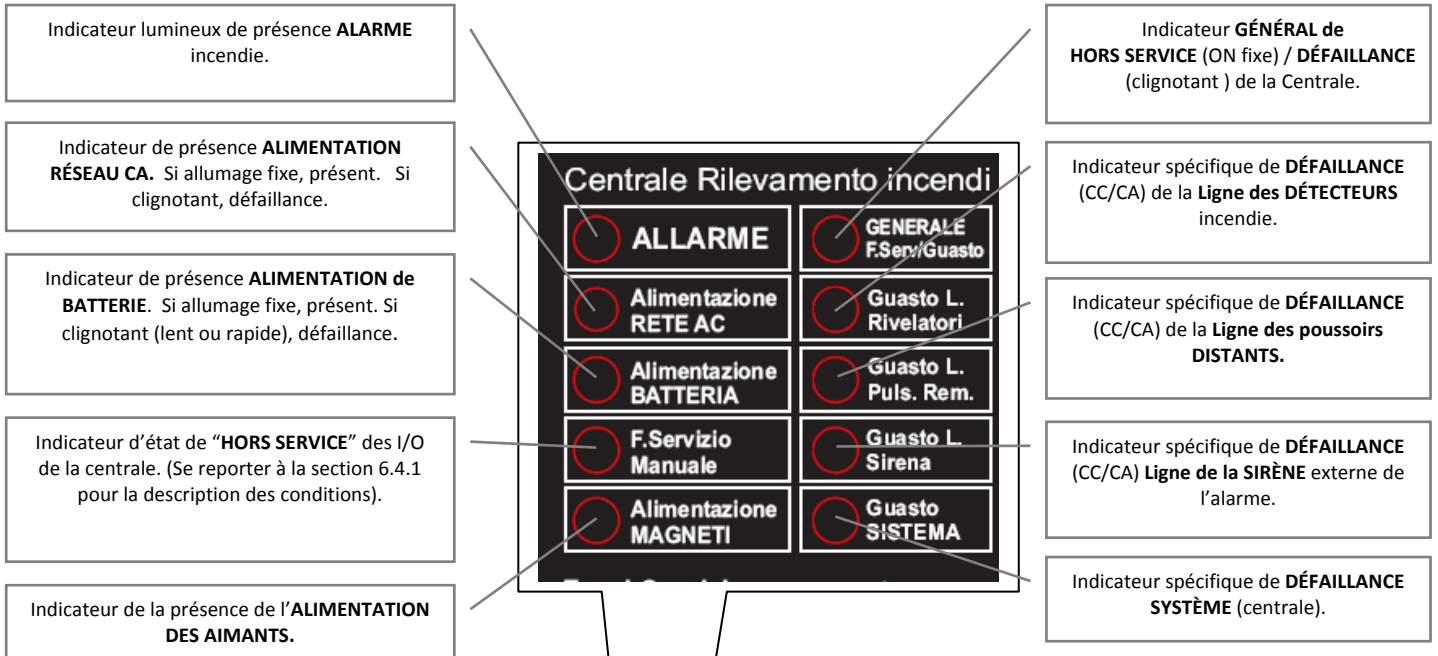 Indicateur lumineux de présence ALARME
incendie.
Indicateur de présence ALIMENTATION
RÉSEAU CA. Si allumage fixe, présent. Si
clignotant, défaillance.
Indicateur de présence ALIMENTATION de
BATTERIE. Si allumage fixe, présent. Si
clignotant (lent ou rapide), défaillance.
Indicateur d’état de “HORS SERVICE” des I/O
de la centrale. (Se reporter à la section 6.4.1
pour la description des conditions).
Indicateur de la présence de l’ALIMENTATION
DES AIMANTS.
Centrale Rilevamento incendi
ALLARME
GENERALE
F.Serv/Guasto
Alimentazione
RETE AC
Guasto L.
Rivelatori
Alimentazione
BATTERIA
Guasto L.
Puls. Rem.
F.Servizio
Manuale
Guasto L.
Sirena
Alimentazione
MAGNETI
Guasto
SISTEMA
Indicateur GÉNÉRAL de
HORS SERVICE (ON fixe) / DÉFAILLANCE
(clignotant ) de la Centrale.
Indicateur spécifique de DÉFAILLANCE
(CC/CA) de la Ligne des DÉTECTEURS
incendie.
Indicateur spécifique de DÉFAILLANCE
(CC/CA) de la Ligne des poussoirs
DISTANTS.
Indicateur spécifique de DÉFAILLANCE
(CC/CA) Ligne de la SIRÈNE externe de
l’alarme.
Indicateur spécifique de DÉFAILLANCE
SYSTÈME (centrale).